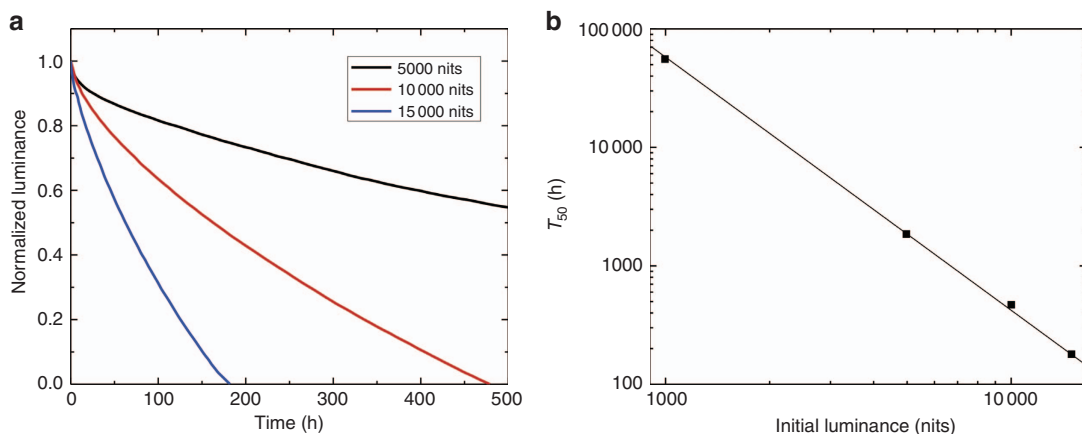 a
Normalized luminance
1.0
0.8
0.6
0.4
0.2
0.0
5000 nits
10 000 nits
15 000 nits
0 100 200 300 400 500
Time (h)
b
T50 (h)
100 000
10 000
1000
100
1000 10 000
Initial luminance (nits)